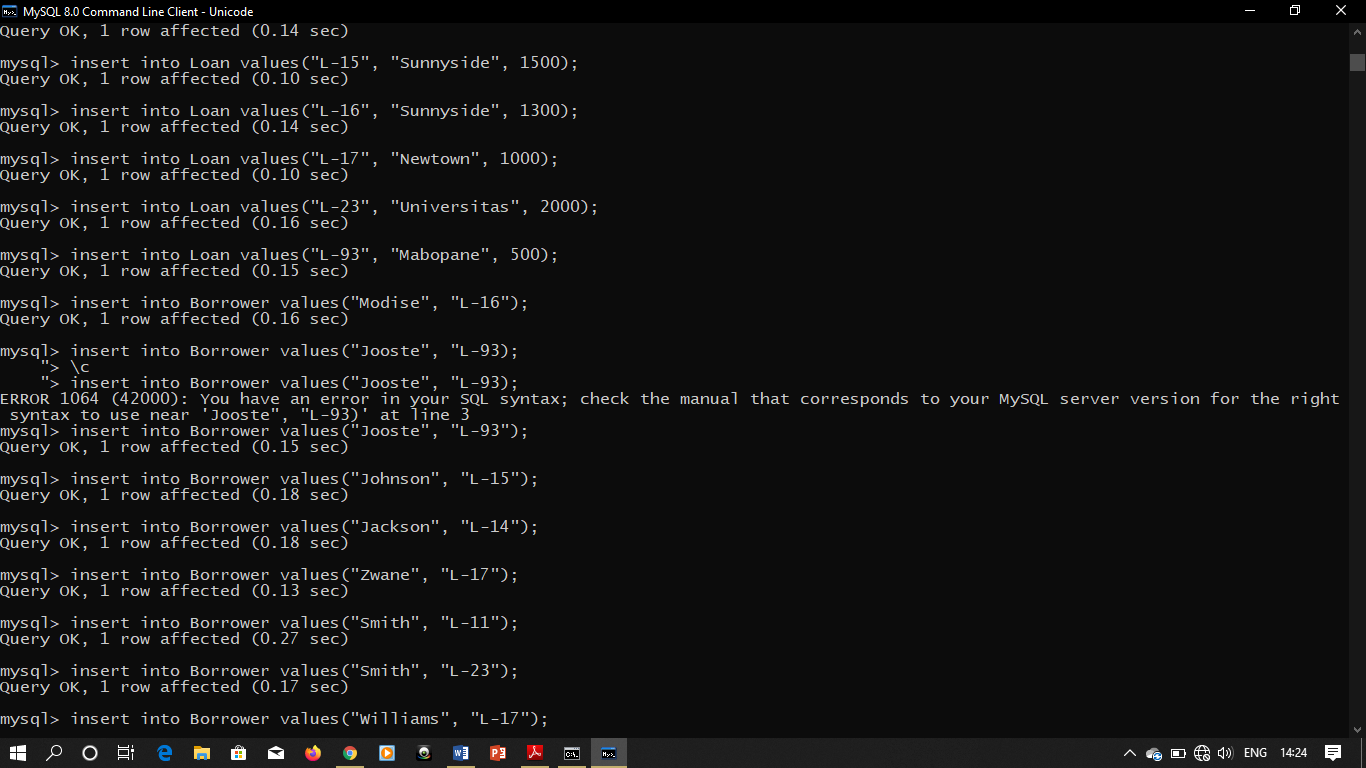 MySQL 8.0 Command Line Client - Unicode
Query OK, 1 row affected (0.14 sec)
mysql> insert into Loan values("L-15", "Sunnyside", 1500);
Query OK, 1 row affected (0.10 sec)
mysql> insert into Loan values("L-16", "Sunnyside", 1300);
Query OK, 1 row affected (0.14 sec)
mysql> insert into Loan values("L-17", "Newtown", 1000);
Query OK, 1 row affected (0.10 sec)
mysql> insert into Loan values("L-23", "Universitas", 2000);
Query OK, 1 row affected (0.16 sec)
mysql> insert into Loan values("L-93", "Mabopane", 500);
Query OK, 1 row affected (0.15 sec)
mysql> insert into Borrower values("Modise", "L-16");
Query OK, 1 row affected (0.16 sec)
mysql> insert into Borrower values("Jooste", "L-93);
"> \c
"> insert into Borrower values("Jooste", "L-93);
ERROR 1064 (42000): You have an error in your SQL syntax; check the manual that corresponds to your MySQL server version for the right
syntax to use near 'Jooste", "L-93)' at line 3
mysql> insert into Borrower values("Jooste", "L-93");
Query OK, 1 row affected (0.15 sec)
mysql> insert into Borrower values("Johnson", "L-15");
Query OK, 1 row affected (0.18 sec)
mysql> insert into Borrower values("Jackson", "L-14");
Query OK, 1 row affected (0.18 sec)
mysql> insert into Borrower values("Zwane", "L-17");
Query OK, 1 row affected (0.13 sec)
mysql> insert into Borrower values("Smith", "L-11");
Query OK, 1 row affected (0.27 sec)
mysql> insert into Borrower values("Smith", "L-23");
Query OK, 1 row affected (0.17 sec)
mysql> insert into Borrower values("Williams", "L-17");
ENG 14:24